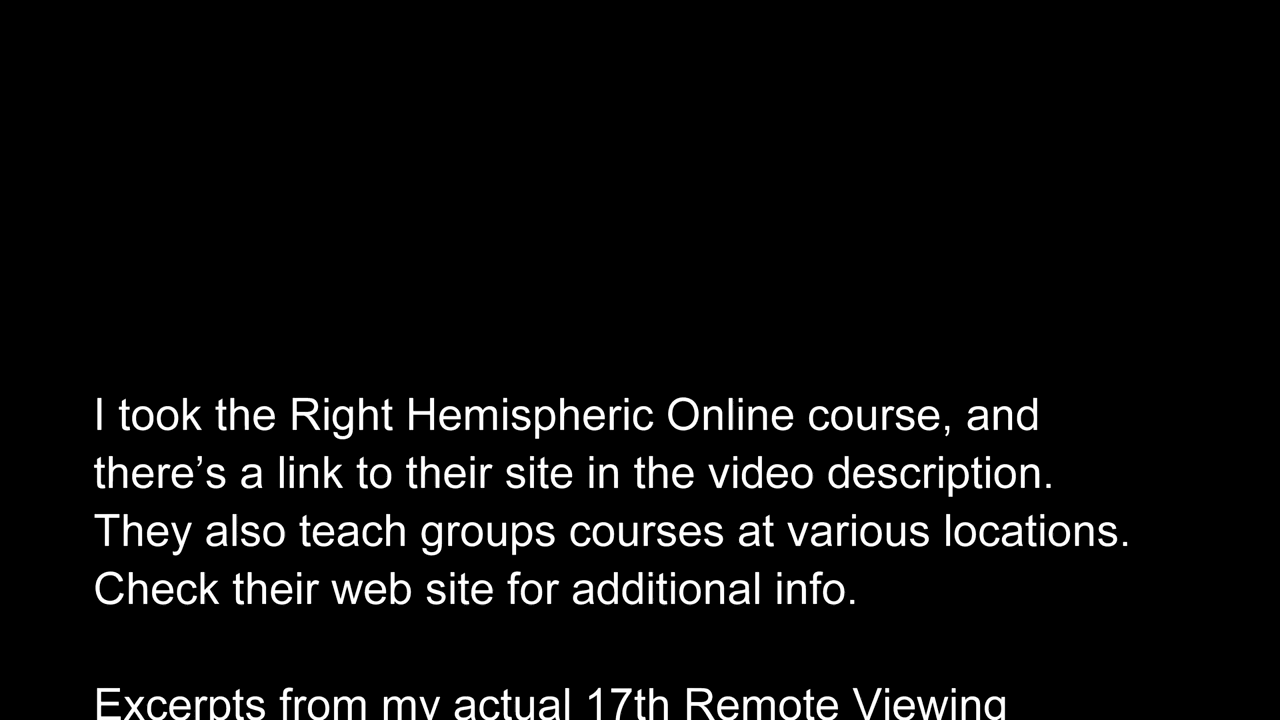 I took the Right Hemispheric Online course, and
there’s a link to their site in the video description.
They also teach groups courses at various locations.
Check their web site for additional info.
Excerpts from my actual 17th Remote Viewing